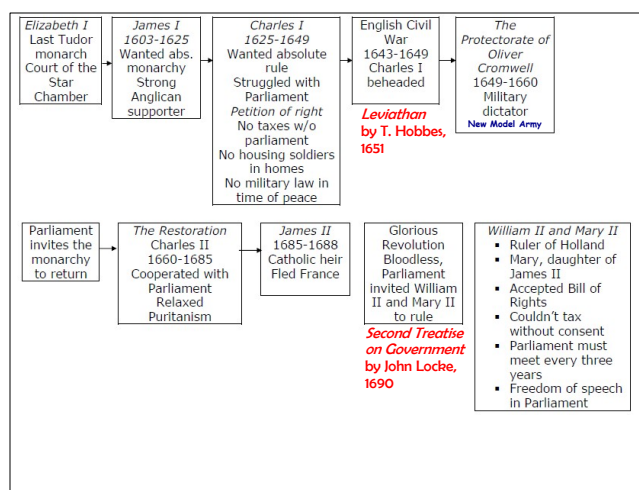 Elizabeth I
Last Tudor
monarch
Court of the
Star
Chamber
James I
1603-1625
Wanted abs.
monarchy
Strong
Anglican
supporter
Charles I
1625-1649
Wanted absolute
rule
Struggled with
Parliament
Petition of right
No taxes w/o
parliament
No housing soldiers
in homes
No military law in
time of peace
English Civil
War
1643-1649
Charles I
beheaded
Leviathan
by T. Hobbes,
1651
The
Protectorate of
Oliver
Cromwell
1649-1660
Military
dictator
New Model Army
Parliament
invites the
monarchy
to return
The Restoration
Charles II
1660-1685
Cooperated with
Parliament
Relaxed
Puritanism
James II
1685-1688
Catholic heir
Fled France
Glorious
Revolution
Bloodless,
Parliament
invited William
II and Mary II
to rule
Second Treatise
on Government
by John Locke,
1690
William II and Mary II
▪ Ruler of Holland
▪ Mary, daughter of
James II
▪ Accepted Bill of
Rights
▪ Couldn't tax
without consent
▪ Parliament must
meet every three
years
▪ Freedom of speech
in Parliament